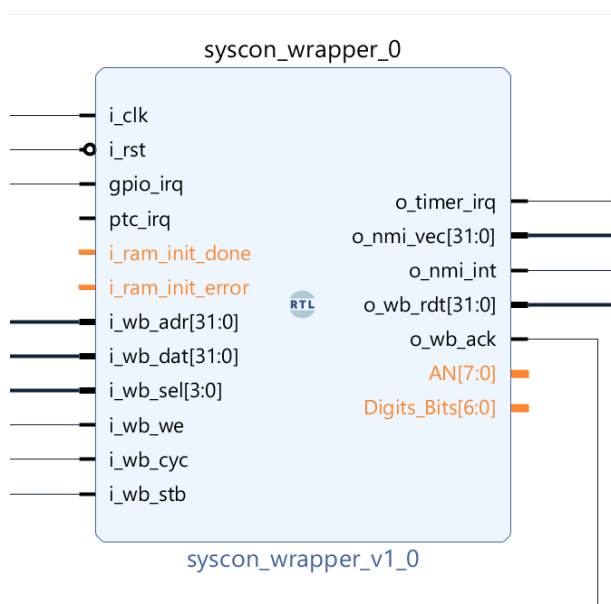 syscon_wrapper_0
i_clk
i_rst
gpio_irq
ptc_irq
i_ram_init_done
i_ram_init_error
i_wb_adr[31:0]
i_wb_dat[31:0]
i_wb_sel[3:0]
i_wb_we
i_wb_cyc
i_wb_stb
RTL
o_timer_irq
o_nmi_vec[31:0]
o_nmi_int
o_wb_rdt[31:0]
o_wb_ack
AN[7:0]
Digits_Bits[6:0]
syscon_wrapper_v1_0